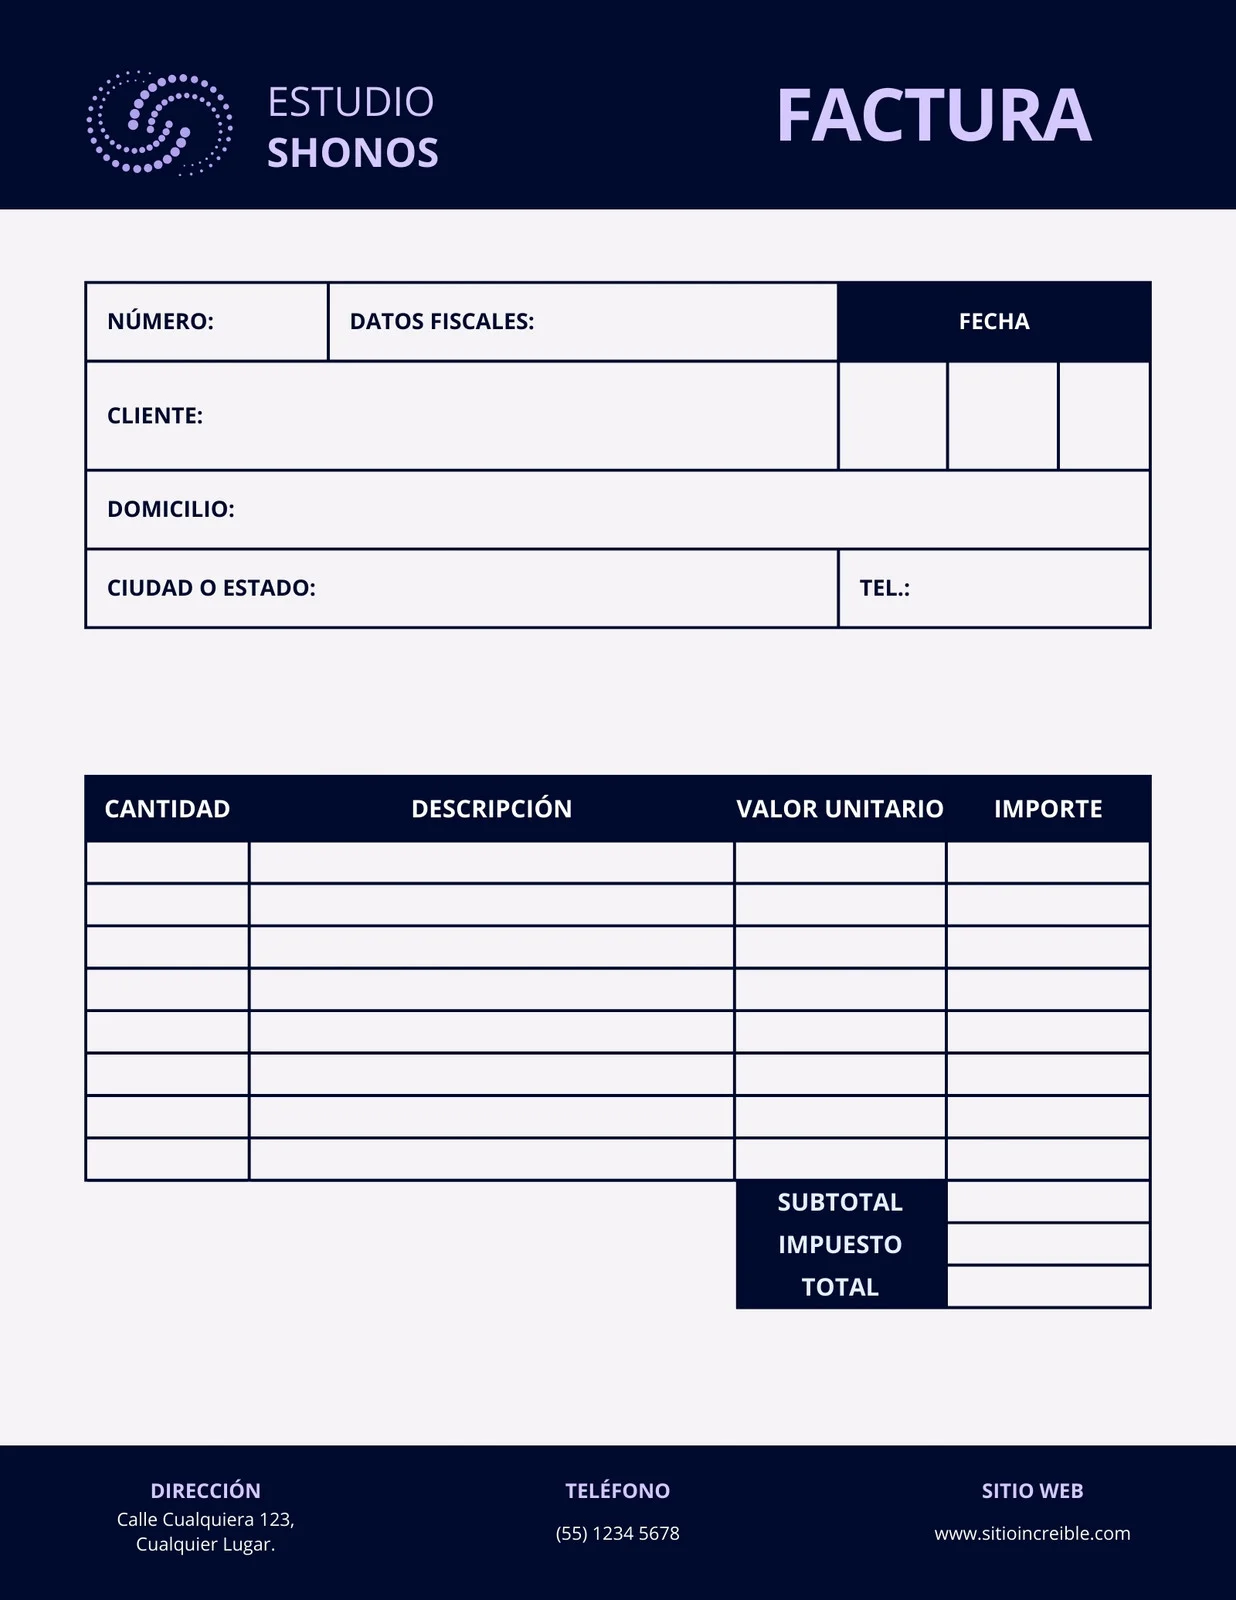 ESTUDIO
SHONOS
FACTURA
NÚMERO:
DATOS FISCALES:
FECHA
CLIENTE:
DOMICILIO:
CIUDAD O ESTADO:
TEL.:
CANTIDAD
DESCRIPCIÓN
VALOR UNITARIO
IMPORTE
SUBTOTAL
IMPUESTO
TOTAL
DIRECCIÓN
Calle Cualquiera 123,
Cualquier Lugar.
TELÉFONO
(55) 1234 5678
SITIO WEB
www.sitioincreible.com